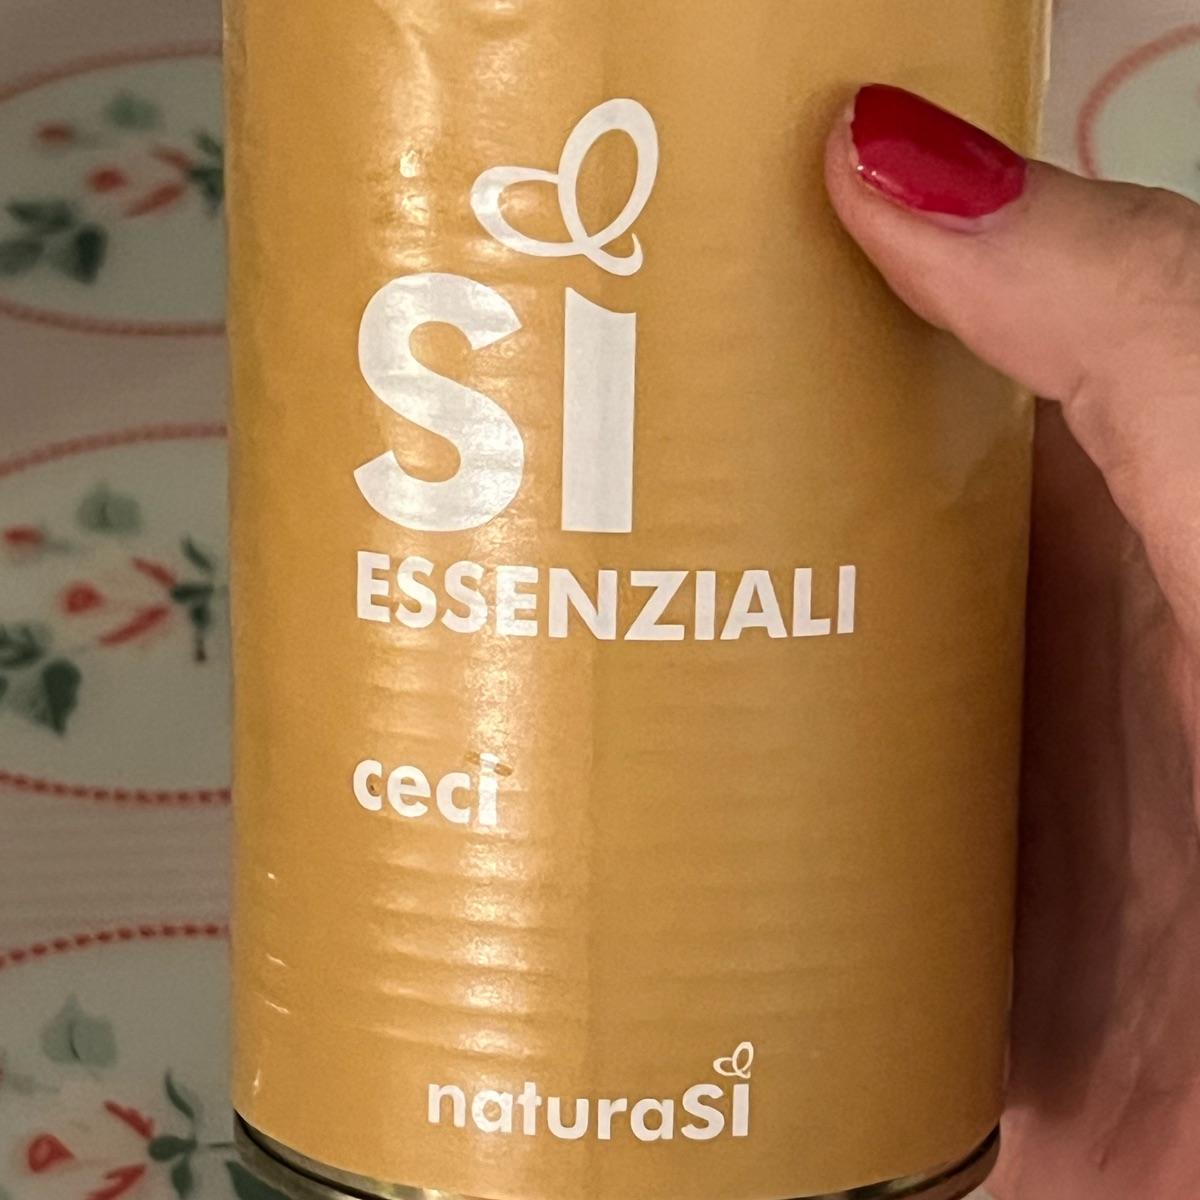 SÌ
ESSENZIALI
ceci
naturaSì